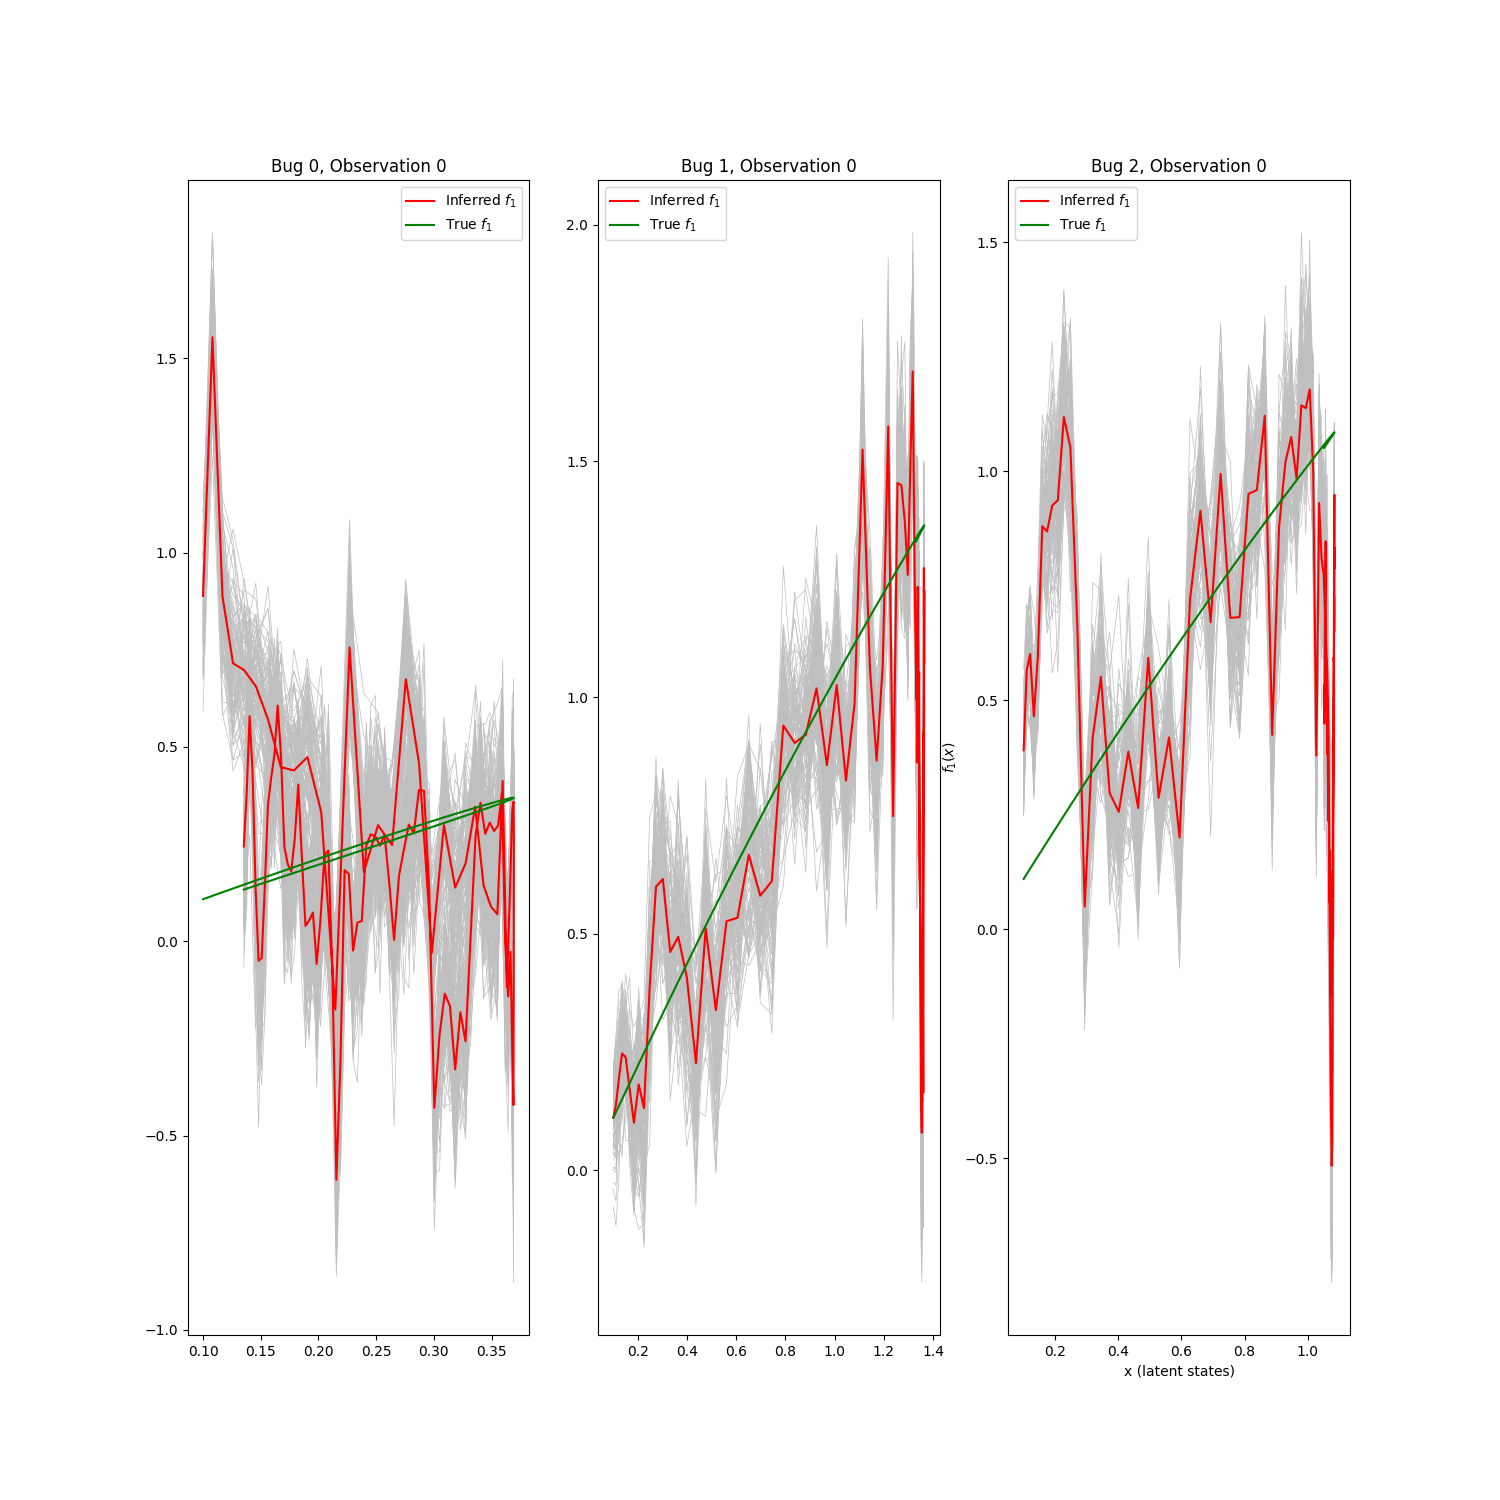 Bug 0, Observation 0
Inferred f₁
True f₁
1.5
1.0
0.5
0.0
−0.5
−1.0
0.10 0.15 0.20 0.25 0.30 0.35
Bug 1, Observation 0
Inferred f₁
True f₁
2.0
1.5
1.0
0.5
0.0
0.2 0.4 0.6 0.8 1.0 1.2 1.4
Bug 2, Observation 0
Inferred f₁
True f₁
f₁(x)
1.5
1.0
0.5
0.0
−0.5
0.2 0.4 0.6 0.8 1.0
x (latent states)